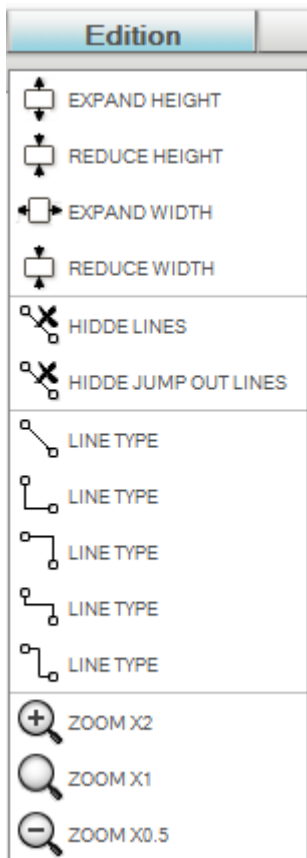 Edition
EXPAND HEIGHT
REDUCE HEIGHT
EXPAND WIDTH
REDUCE WIDTH
HIDDE LINES
HIDDE JUMP OUT LINES
LINE TYPE
LINE TYPE
LINE TYPE
LINE TYPE
LINE TYPE
ZOOM X2
ZOOM X1
ZOOM X0.5